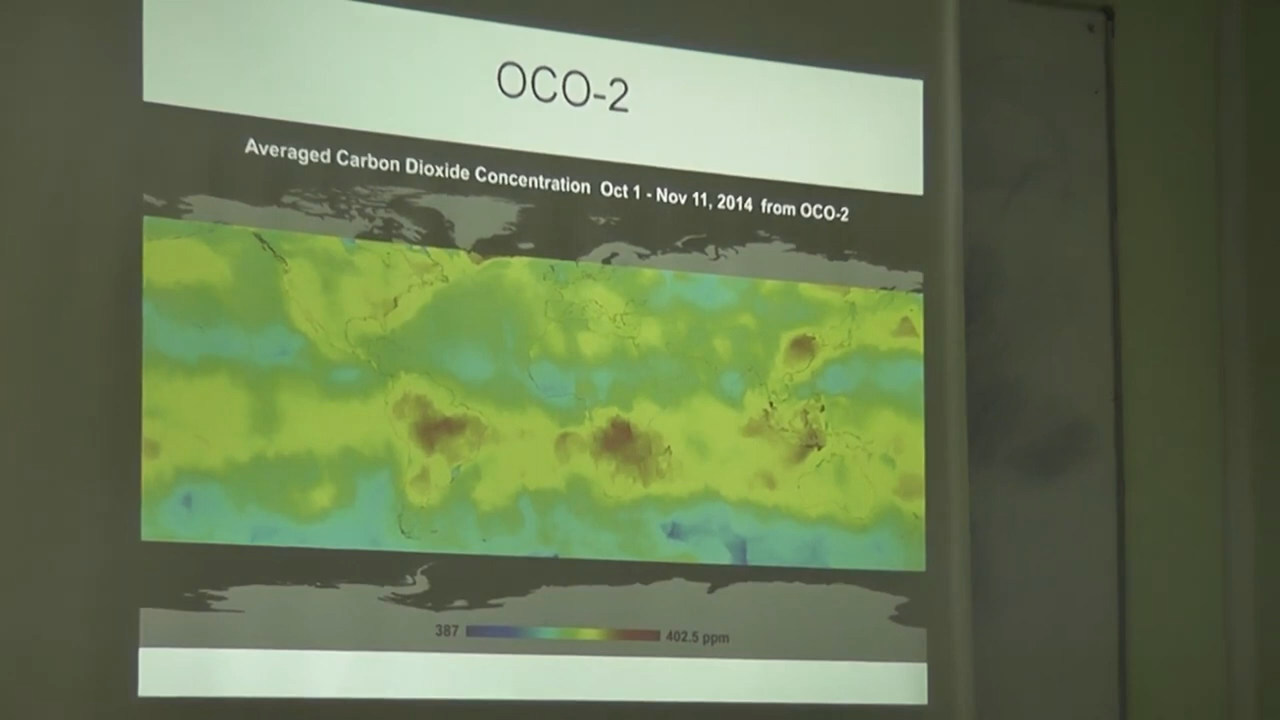 OCO-2
Averaged Carbon Dioxide Concentration Oct 1 - Nov 11, 2014 from OCO-2
387 402.5 ppm